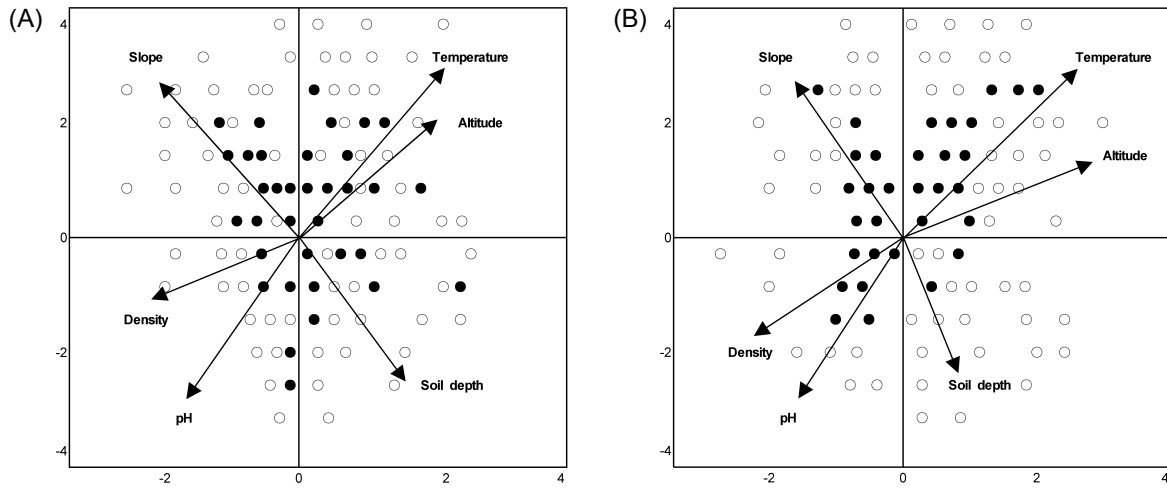 (A)
4
2
0
-2
-4
-2
0
2
4
Slope
Temperature
Altitude
Density
pH
Soil depth
(B)
4
2
0
-2
-4
-2
0
2
4
Slope
Temperature
Altitude
Density
pH
Soil depth